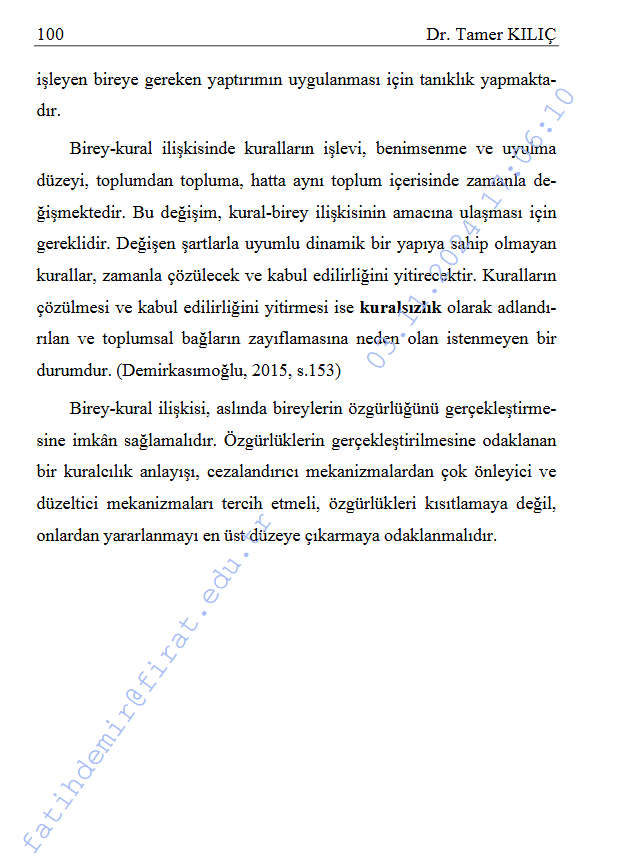 100
Dr. Tamer KILIÇ
işleyen bireye gereken yaptırımın uygulanması için tanıklık yapmakta-
dır.
Birey-kural ilişkisinde kuralların işlevi, benimsenme ve uyulma
düzeyi, toplumdan topluma, hatta aynı toplum içerisinde zamanla de-
ğişmektedir. Bu değişim, kural-birey ilişkisinin amacına ulaşması için
gereklidir. Değişen şartlarla uyumlu dinamik bir yapıya sahip olmayan
kurallar, zamanla çözülecek ve kabul edilirliğini yitirecektir. Kuralların
çözülmesi ve kabul edilirliğini yitirmesi ise kuralsızlık olarak adlandı-
rılan ve toplumsal bağların zayıflamasına neden olan istenmeyen bir
durumdur. (Demirkasımoğlu, 2015, s.153)
Birey-kural ilişkisi, aslında bireylerin özgürlüğünü gerçekleştirme-
sine imkân sağlamalıdır. Özgürlüklerin gerçekleştirilmesine odaklanan
bir kuralcılık anlayışı, cezalandırıcı mekanizmalardan çok önleyici ve
düzeltici mekanizmaları tercih etmeli, özgürlükleri kısıtlamaya değil,
onlardan yararlanmayı en üst düzeye çıkarmaya odaklanmalıdır.
fatihdemir@firat.edu.tr
05.11.2024 17:06:10